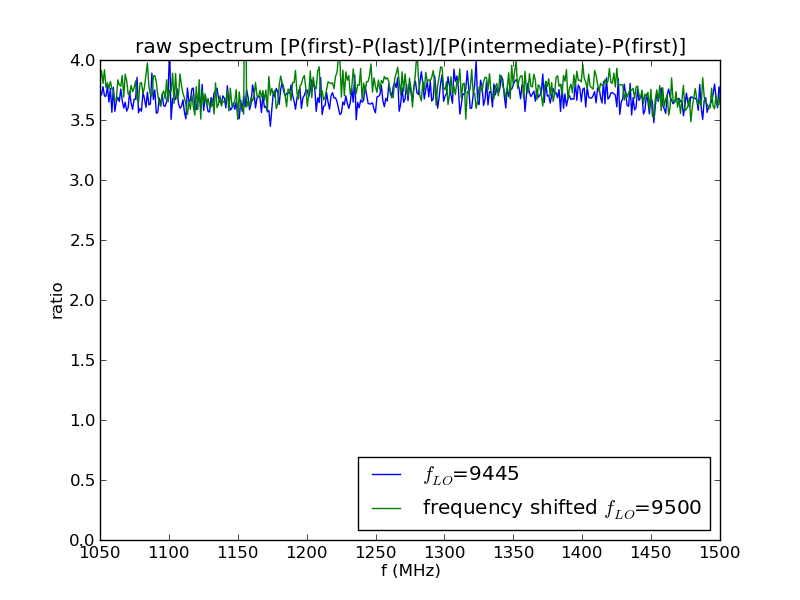 raw spectrum [P(first)-P(last)]/[P(intermediate)-P(first)]
4.0
3.5
3.0
2.5
2.0
1.5
1.0
0.5
0.0
ratio
f_LO=9445
frequency shifted f_LO=9500
1050 1100 1150 1200 1250 1300 1350 1400 1450 1500
f (MHz)